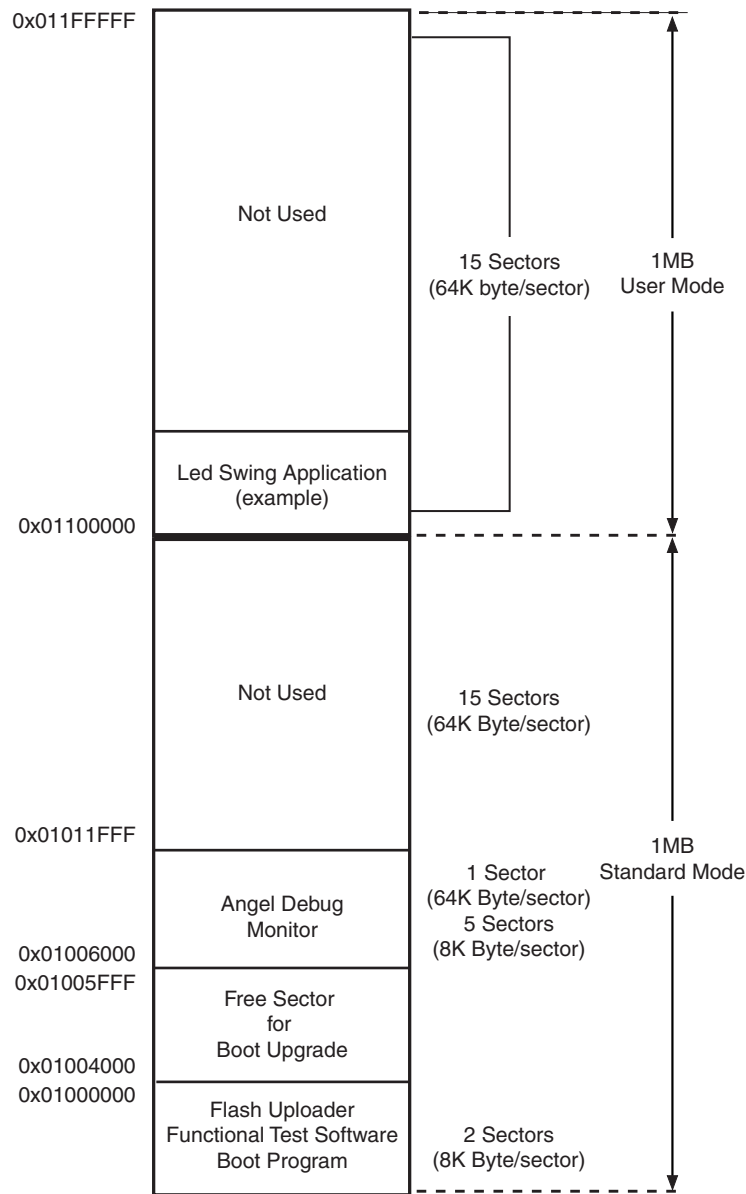 0x011FFFFF
Not Used
15 Sectors
(64K byte/sector)
1MB
User Mode
Led Swing Application
(example)
0x01100000
Not Used
15 Sectors
(64K Byte/sector)
0x01011FFF
1MB
Standard Mode
Angel Debug
Monitor
1 Sector
(64K Byte/sector)
5 Sectors
(8K Byte/sector)
0x01006000
0x01005FFF
Free Sector
for
Boot Upgrade
0x01004000
0x01000000
Flash Uploader
Functional Test Software
Boot Program
2 Sectors
(8K Byte/sector)